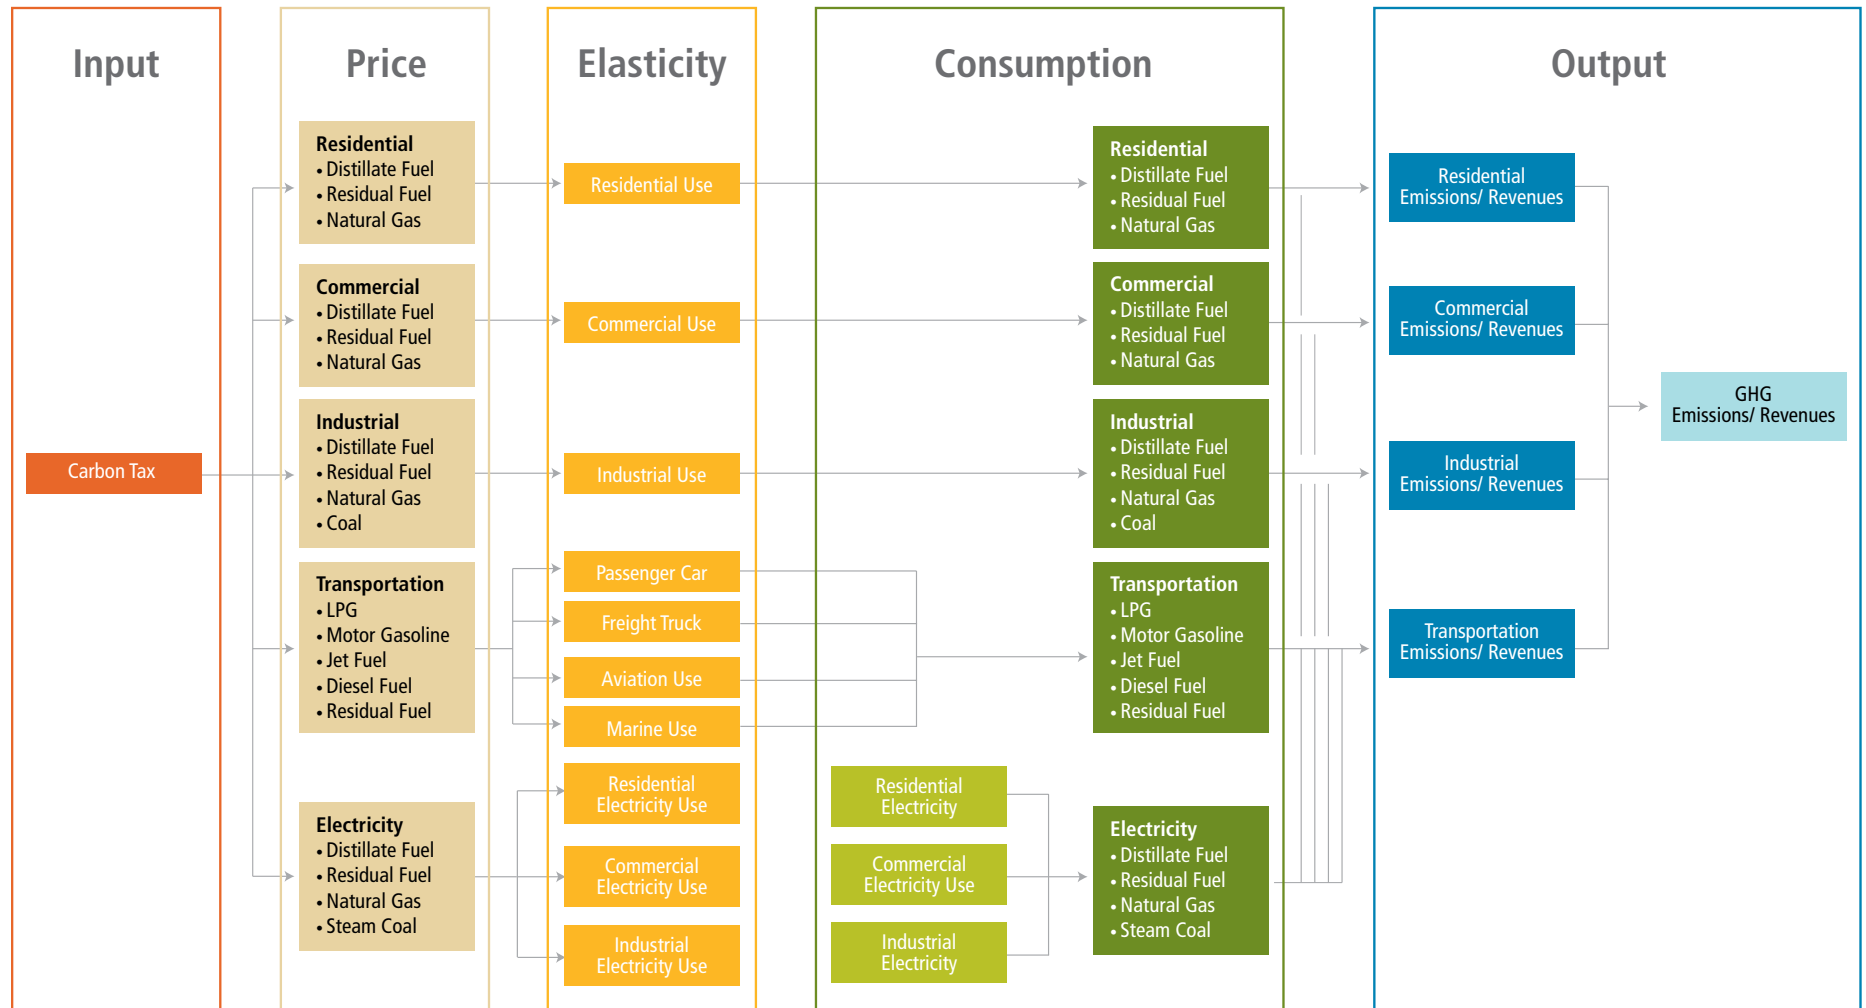 Input
Price
Elasticity
Consumption
Output
Carbon Tax
Residential
• Distillate Fuel
• Residual Fuel
• Natural Gas
Commercial
• Distillate Fuel
• Residual Fuel
• Natural Gas
Industrial
• Distillate Fuel
• Residual Fuel
• Natural Gas
• Coal
Transportation
• LPG
• Motor Gasoline
• Jet Fuel
• Diesel Fuel
• Residual Fuel
Electricity
• Distillate Fuel
• Residual Fuel
• Natural Gas
• Steam Coal
Residential Use
Commercial Use
Industrial Use
Passenger Car
Freight Truck
Aviation Use
Marine Use
Residential
Electricity Use
Commercial
Electricity Use
Industrial
Electricity Use
Residential
Electricity
Commercial
Electricity Use
Industrial
Electricity
Residential
• Distillate Fuel
• Residual Fuel
• Natural Gas
Commercial
• Distillate Fuel
• Residual Fuel
• Natural Gas
Industrial
• Distillate Fuel
• Residual Fuel
• Natural Gas
• Coal
Transportation
• LPG
• Motor Gasoline
• Jet Fuel
• Diesel Fuel
• Residual Fuel
Electricity
• Distillate Fuel
• Residual Fuel
• Natural Gas
• Steam Coal
Residential
Emissions/ Revenues
Commercial
Emissions/ Revenues
Industrial
Emissions/ Revenues
Transportation
Emissions/ Revenues
GHG
Emissions/ Revenues